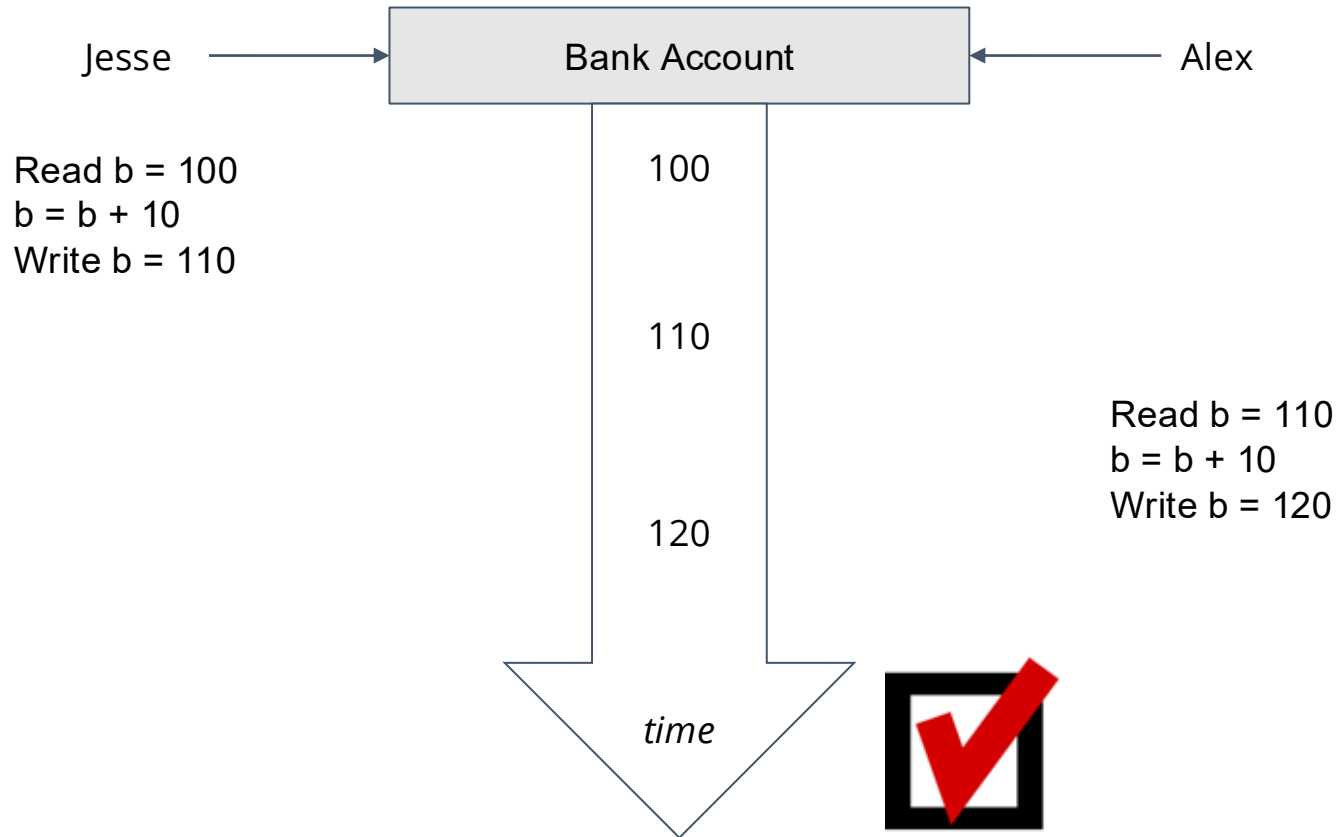 Jesse
Bank Account
Alex
Read b = 100
b = b + 10
Write b = 110
100
110
Read b = 110
b = b + 10
Write b = 120
120
time